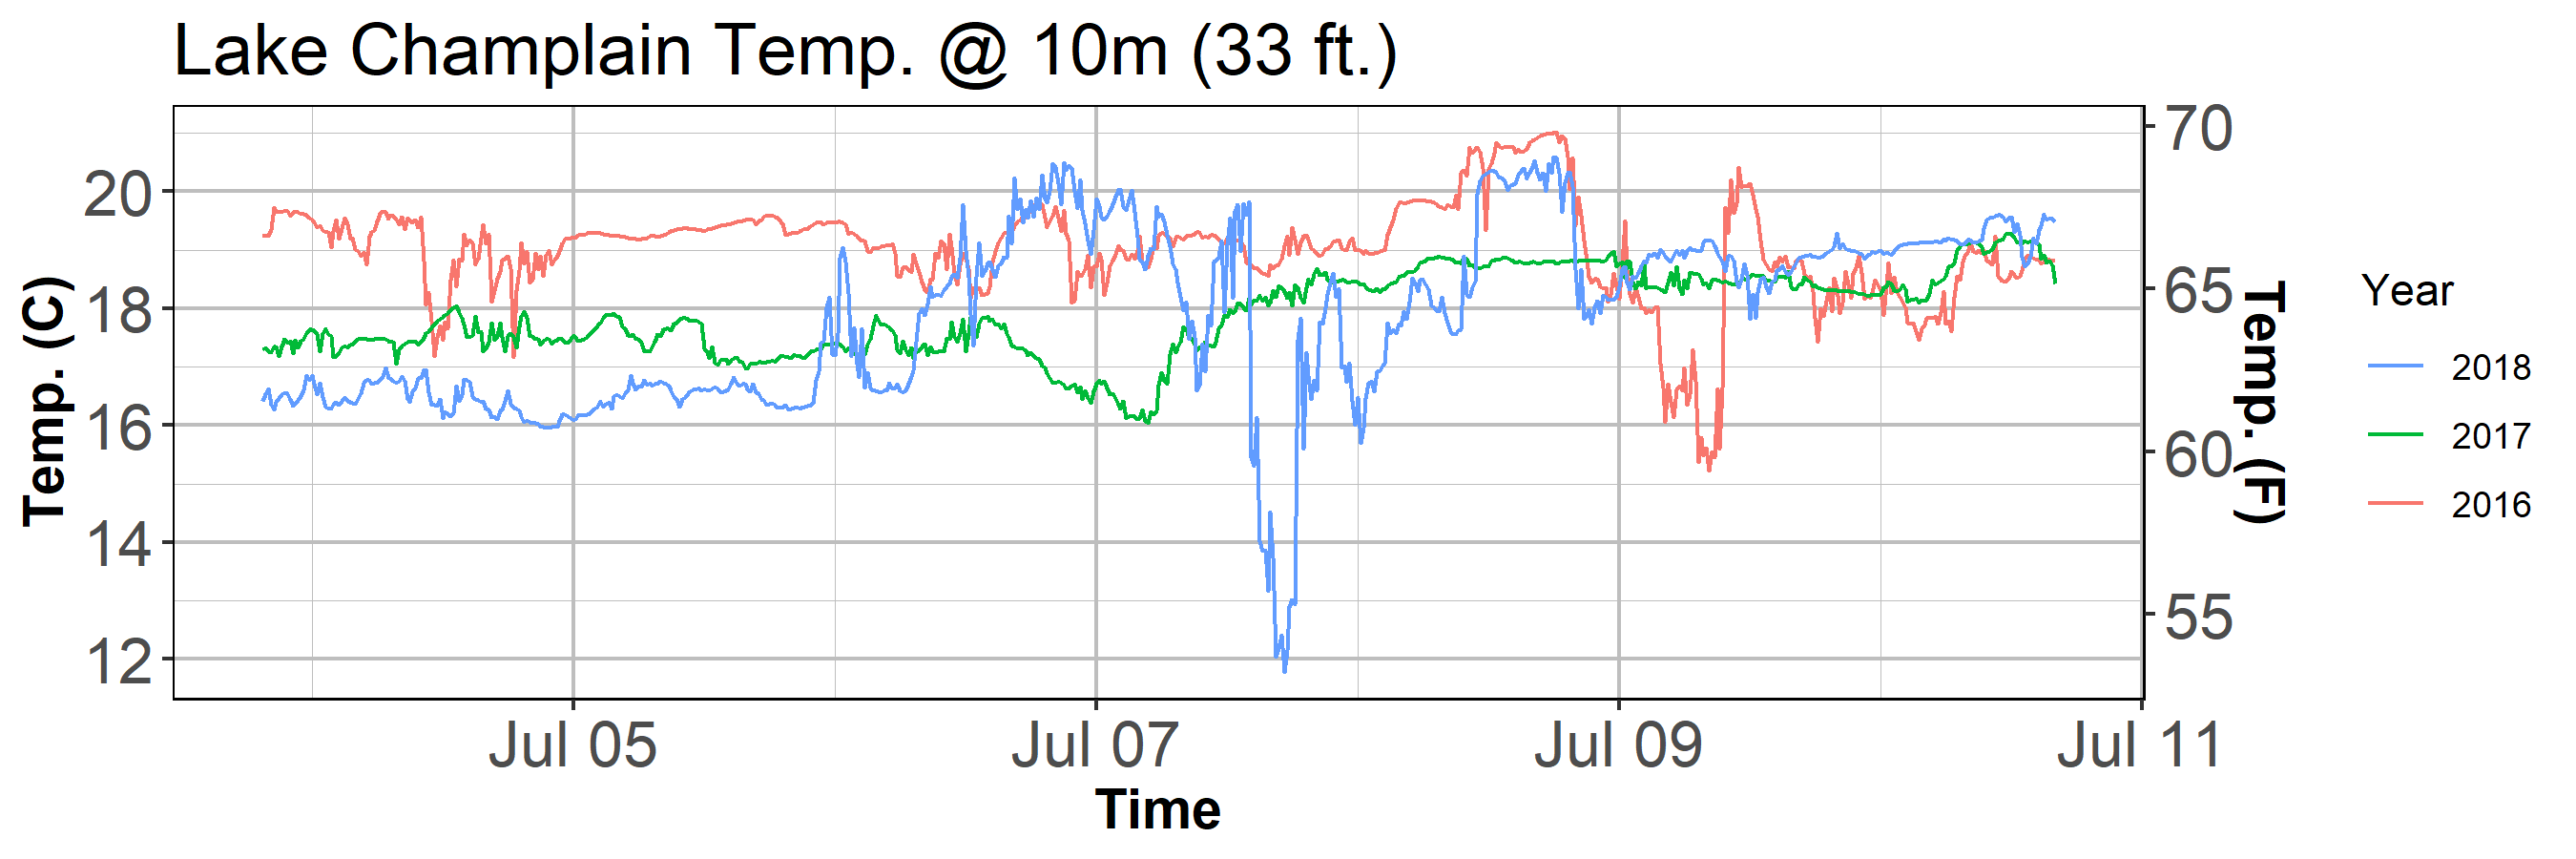 Lake Champlain Temp. @ 10m (33 ft.)
Temp. (C)
20
18
16
14
12
70
65
60
55
Temp. (F)
Jul 05
Jul 07
Jul 09
Jul 11
Time
Year
2018
2017
2016